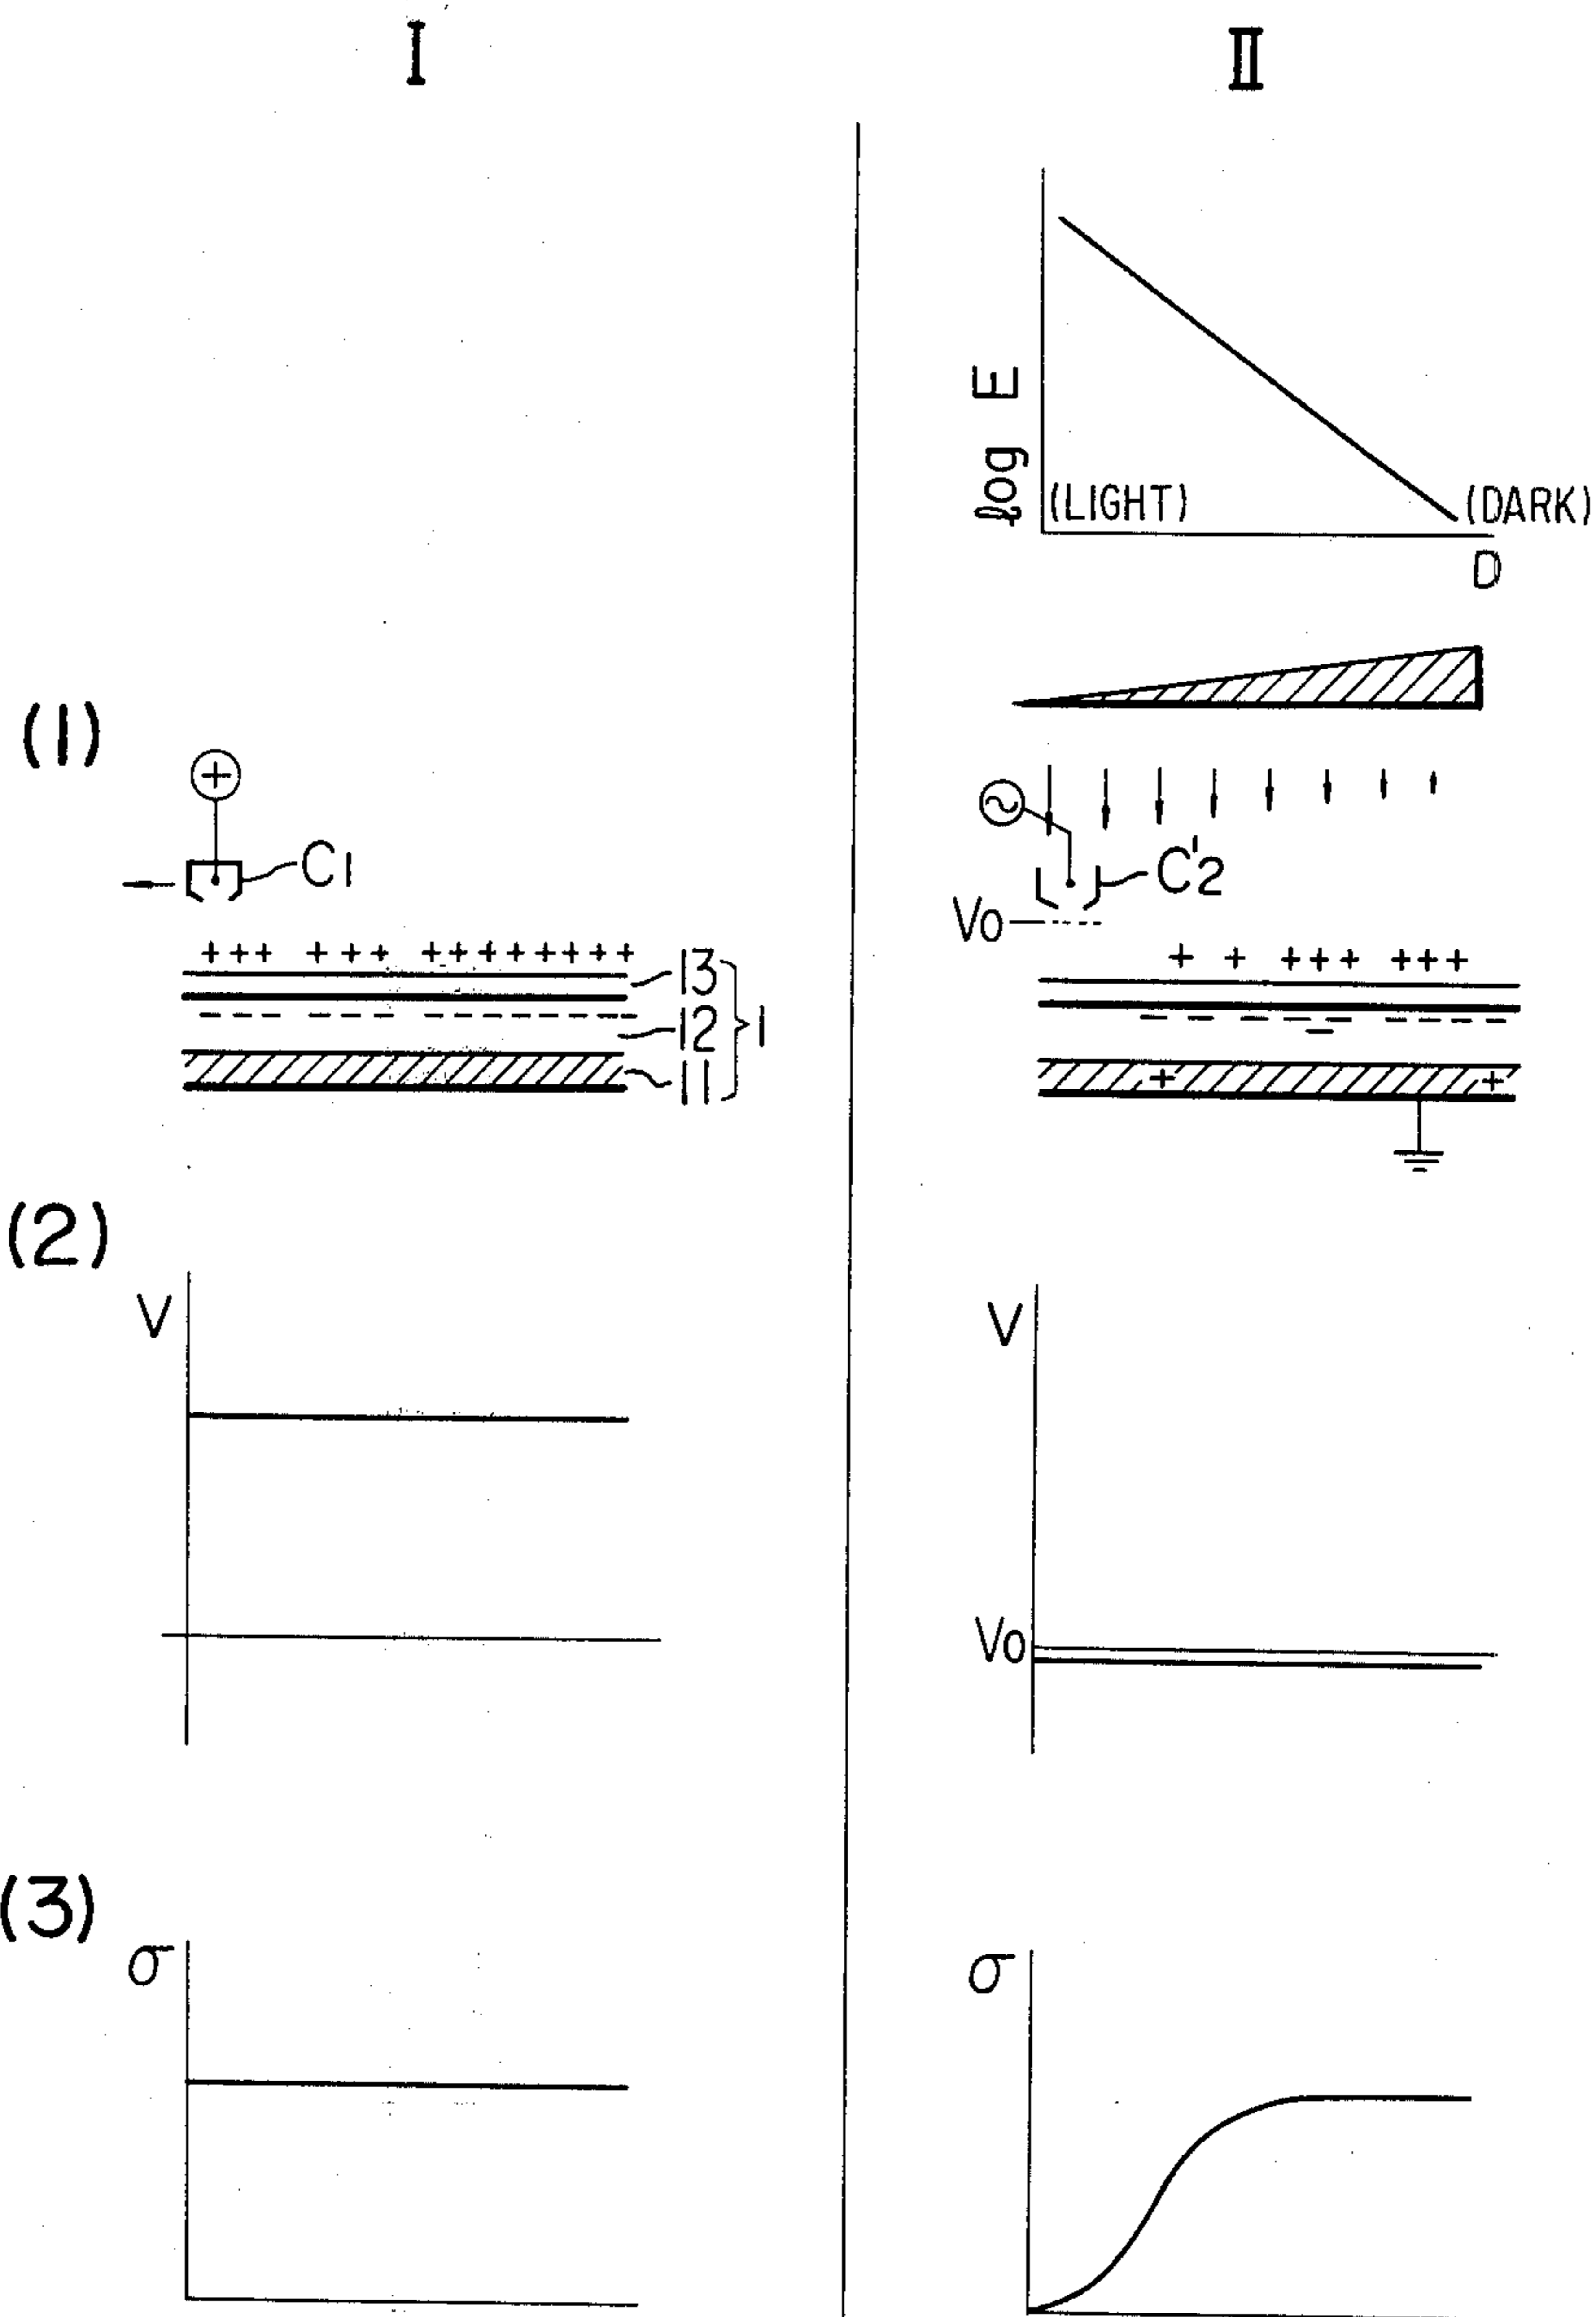 I
II
log E
(LIGHT)
(DARK)
D
(1)
+
C1
+++ +++ ++++++++
13
12
1
11
C'2
Vo
+ + +++ +++
+ +
(2)
V
V
Vo
(3)
σ
σ